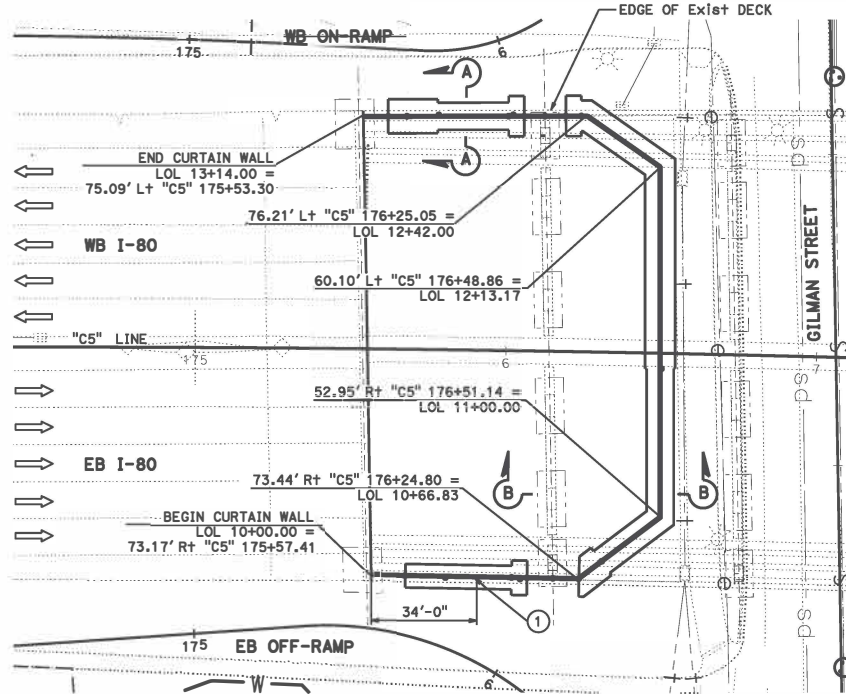 EDGE OF Exist DECK
WB ON-RAMP
175
6
A
A
END CURTAIN WALL
LOL 13+14.00 =
75.09' Lt "C5" 175+53.30
76.21' Lt "C5" 176+25.05 =
LOL 12+42.00
WB I-80
60.10' Lt "C5" 176+48.86 =
LOL 12+13.17
GILMAN STREET
"C5" LINE
175
6
7
52.95' Rt "C5" 176+51.14 =
LOL 11+00.00
EB I-80
73.44' Rt "C5" 176+24.80 =
LOL 10+66.83
B
B
BEGIN CURTAIN WALL
LOL 10+00.00 =
73.17' Rt "C5" 175+57.41
34'-0"
1
175
EB OFF-RAMP
6
W
SD
SD
SD
SD
S
S
S
S